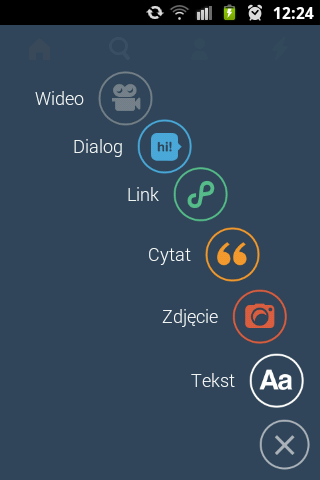 12:24
Wideo
Dialog
hi!
Link
Cytat
Zdjęcie
Tekst
Aa